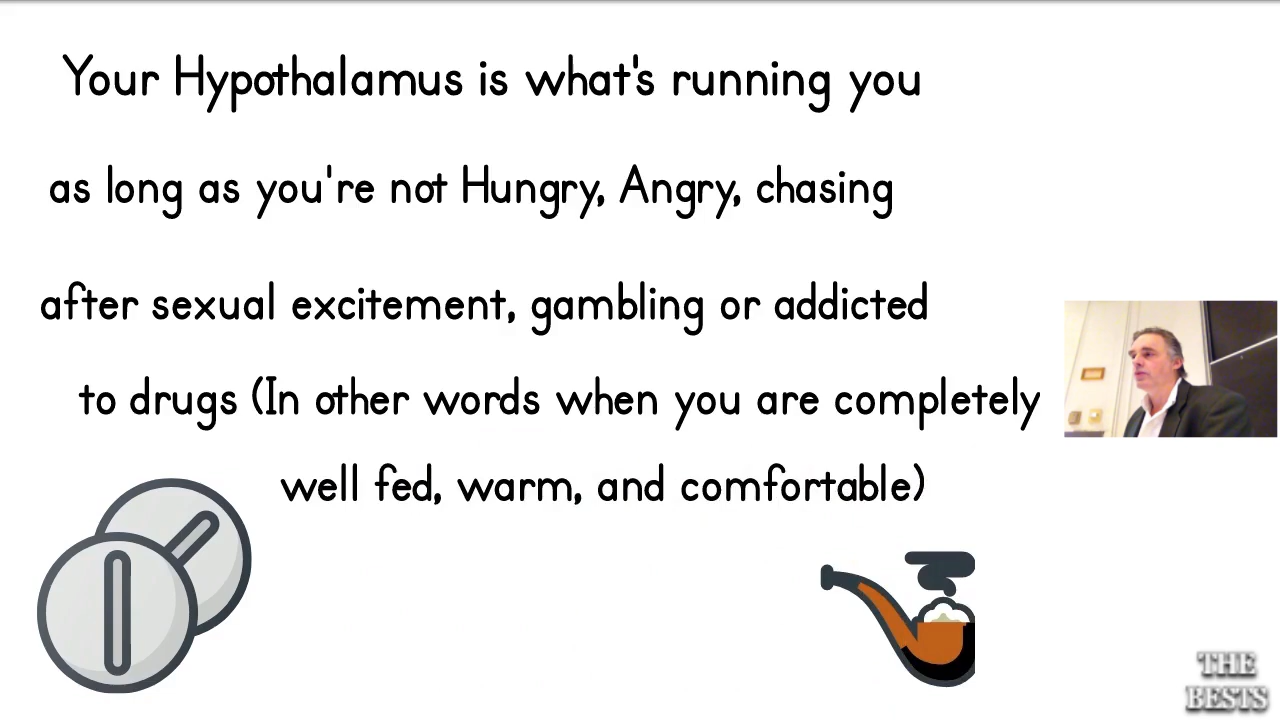 Your Hypothalamus is what's running you
as long as you're not Hungry, Angry, chasing
after sexual excitement, gambling or addicted
to drugs (In other words when you are completely
well fed, warm, and comfortable)
THE
BESTS